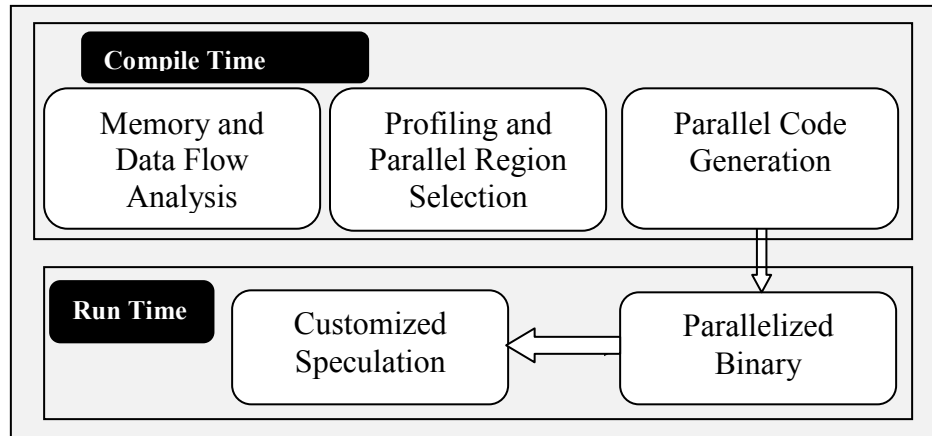 Compile Time
Memory and
Data Flow
Analysis
Profiling and
Parallel Region
Selection
Parallel Code
Generation
Run Time
Customized
Speculation
Parallelized
Binary